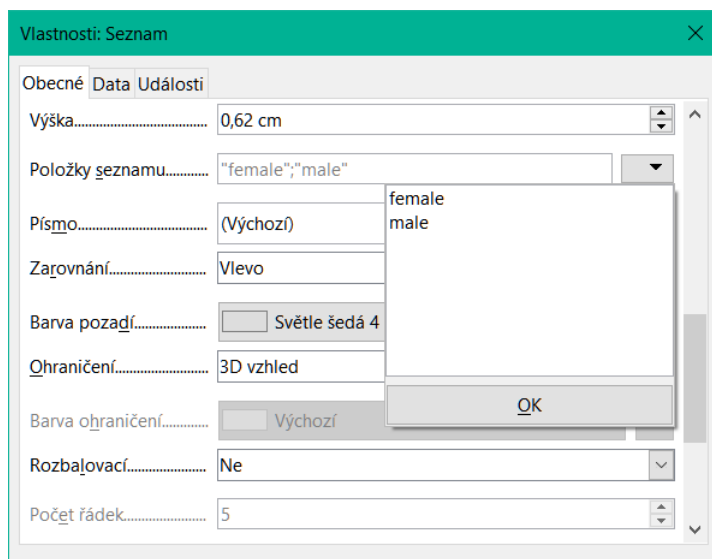 Vlastnosti: Seznam
Obecné Data Události
Výška 0,62 cm
Položky seznamu "female";"male"
female
male
Písmo (Výchozí)
Zarovnání Vlevo
Barva pozadí Světle šedá 4
Ohraničení 3D vzhled
OK
Barva ohraničení Výchozí
Rozbalovací Ne
Počet řádek 5